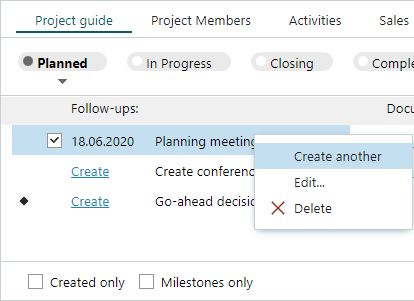 Project guide Project Members Activities Sales
Planned In Progress Closing Comple
Follow-ups: Docu
18.06.2020 Planning meeting
Create another
Create Create conferenc
Edit...
Create Go-ahead decisio
Delete
Created only Milestones only